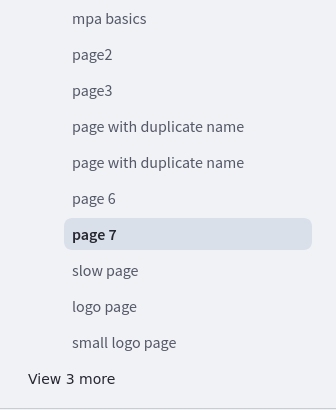 mpa basics
page2
page3
page with duplicate name
page with duplicate name
page 6
page 7
slow page
logo page
small logo page
View 3 more